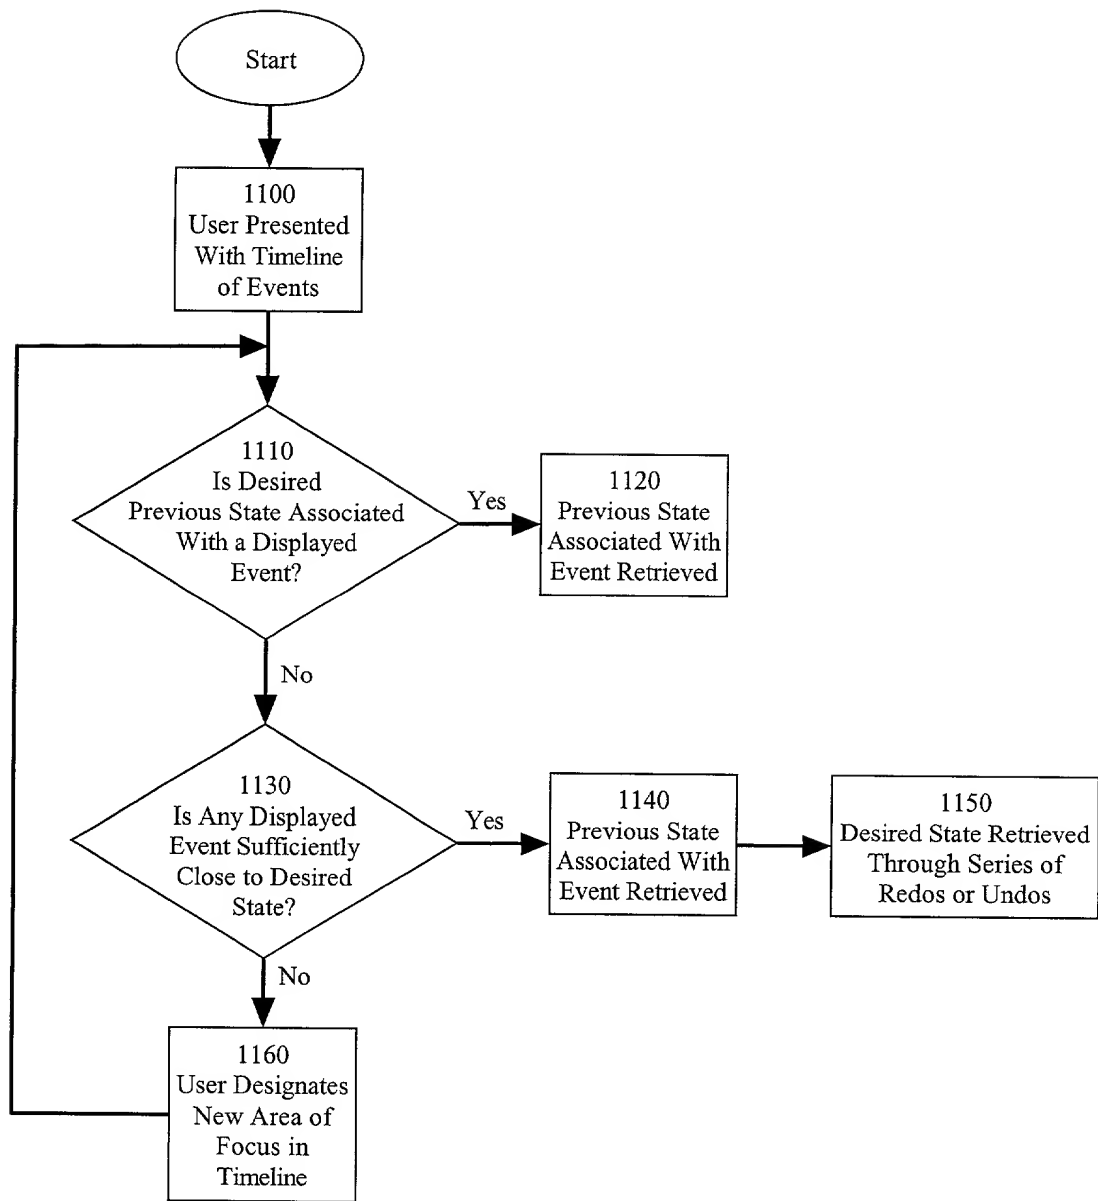 Start
1100
User Presented
With Timeline
of Events
1110
Is Desired
Previous State Associated
With a Displayed
Event?
Yes
1120
Previous State
Associated With
Event Retrieved
No
1130
Is Any Displayed
Event Sufficiently
Close to Desired
State?
Yes
1140
Previous State
Associated With
Event Retrieved
1150
Desired State Retrieved
Through Series of
Redos or Undos
No
1160
User Designates
New Area of
Focus in
Timeline